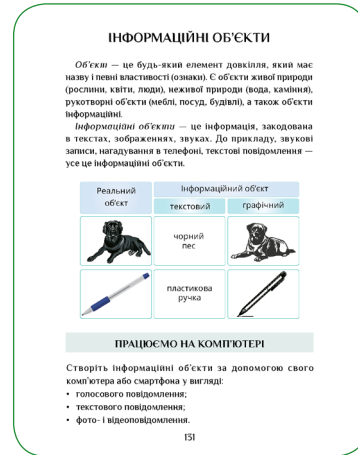 ІНФОРМАЦІЙНІ ОБ'ЄКТИ
Об'єкт — це будь-який елемент довкілля, який має
назву і певні властивості (ознаки). Є об'єкти живої природи
(рослини, квіти, люди), неживої природи (вода, каміння),
рукотворні об'єкти (меблі, посуд, будівлі), а також об'єкти
інформаційні.
Інформаційні об'єкти — це інформація, закодована
в текстах, зображеннях, звуках. До прикладу, звукові
записи, нагадування в телефоні, текстові повідомлення —
усе це інформаційні об'єкти.
Реальний об'єкт
Інформаційний об'єкт
текстовий
графічний
чорний
пес
пластикова
ручка
ПРАЦЮЄМО НА КОМП'ЮТЕРІ
Створіть інформаційні об'єкти за допомогою свого
комп'ютера або смартфона у вигляді:
• голосового повідомлення;
• текстового повідомлення;
• фото- і відеоповідомлення.
131